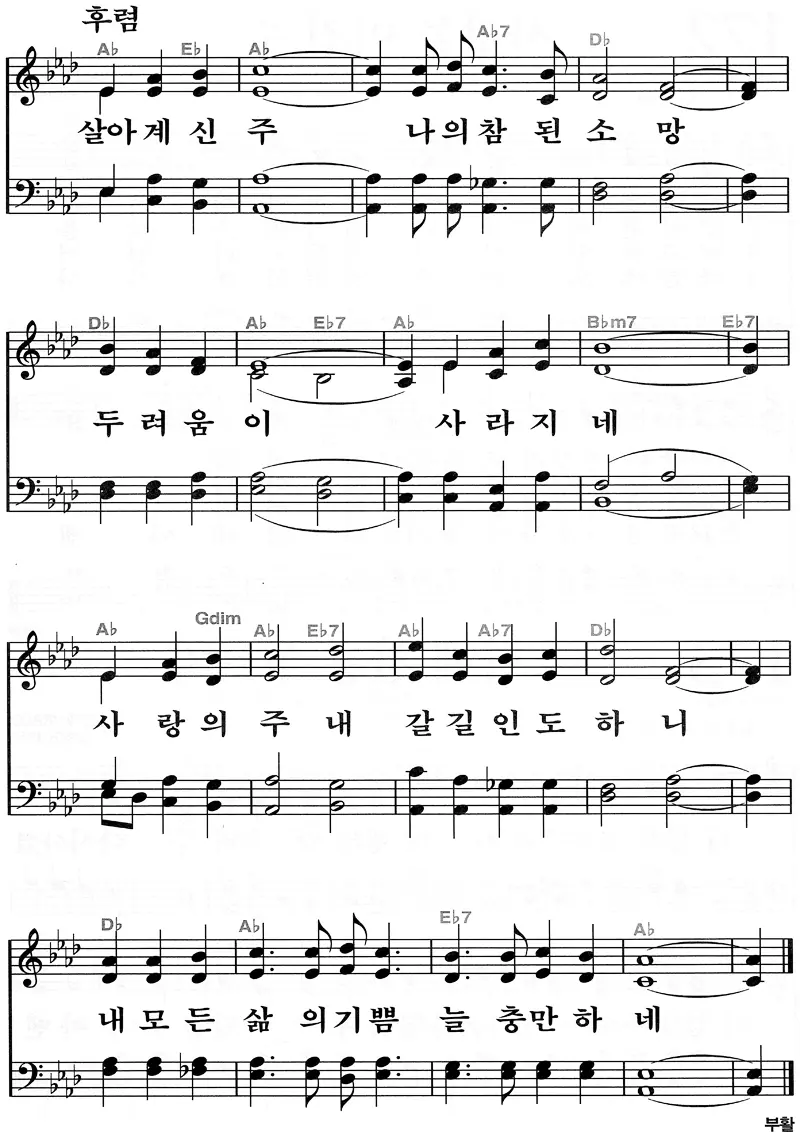 후렴
A♭ E♭ A♭ A♭7 D♭
살아계 신 주 나의참 된 소 망
D♭ A♭ E♭7 A♭ B♭m7 E♭7
두 려 움 이 사 라 지 네
A♭ Gdim A♭ E♭7 A♭ A♭7 D♭
사 랑 의 주 내 갈 길 인 도 하 니
D♭ A♭ E♭7 A♭
내 모 든 삶 의기 쁨 늘 충만 하 네
부활